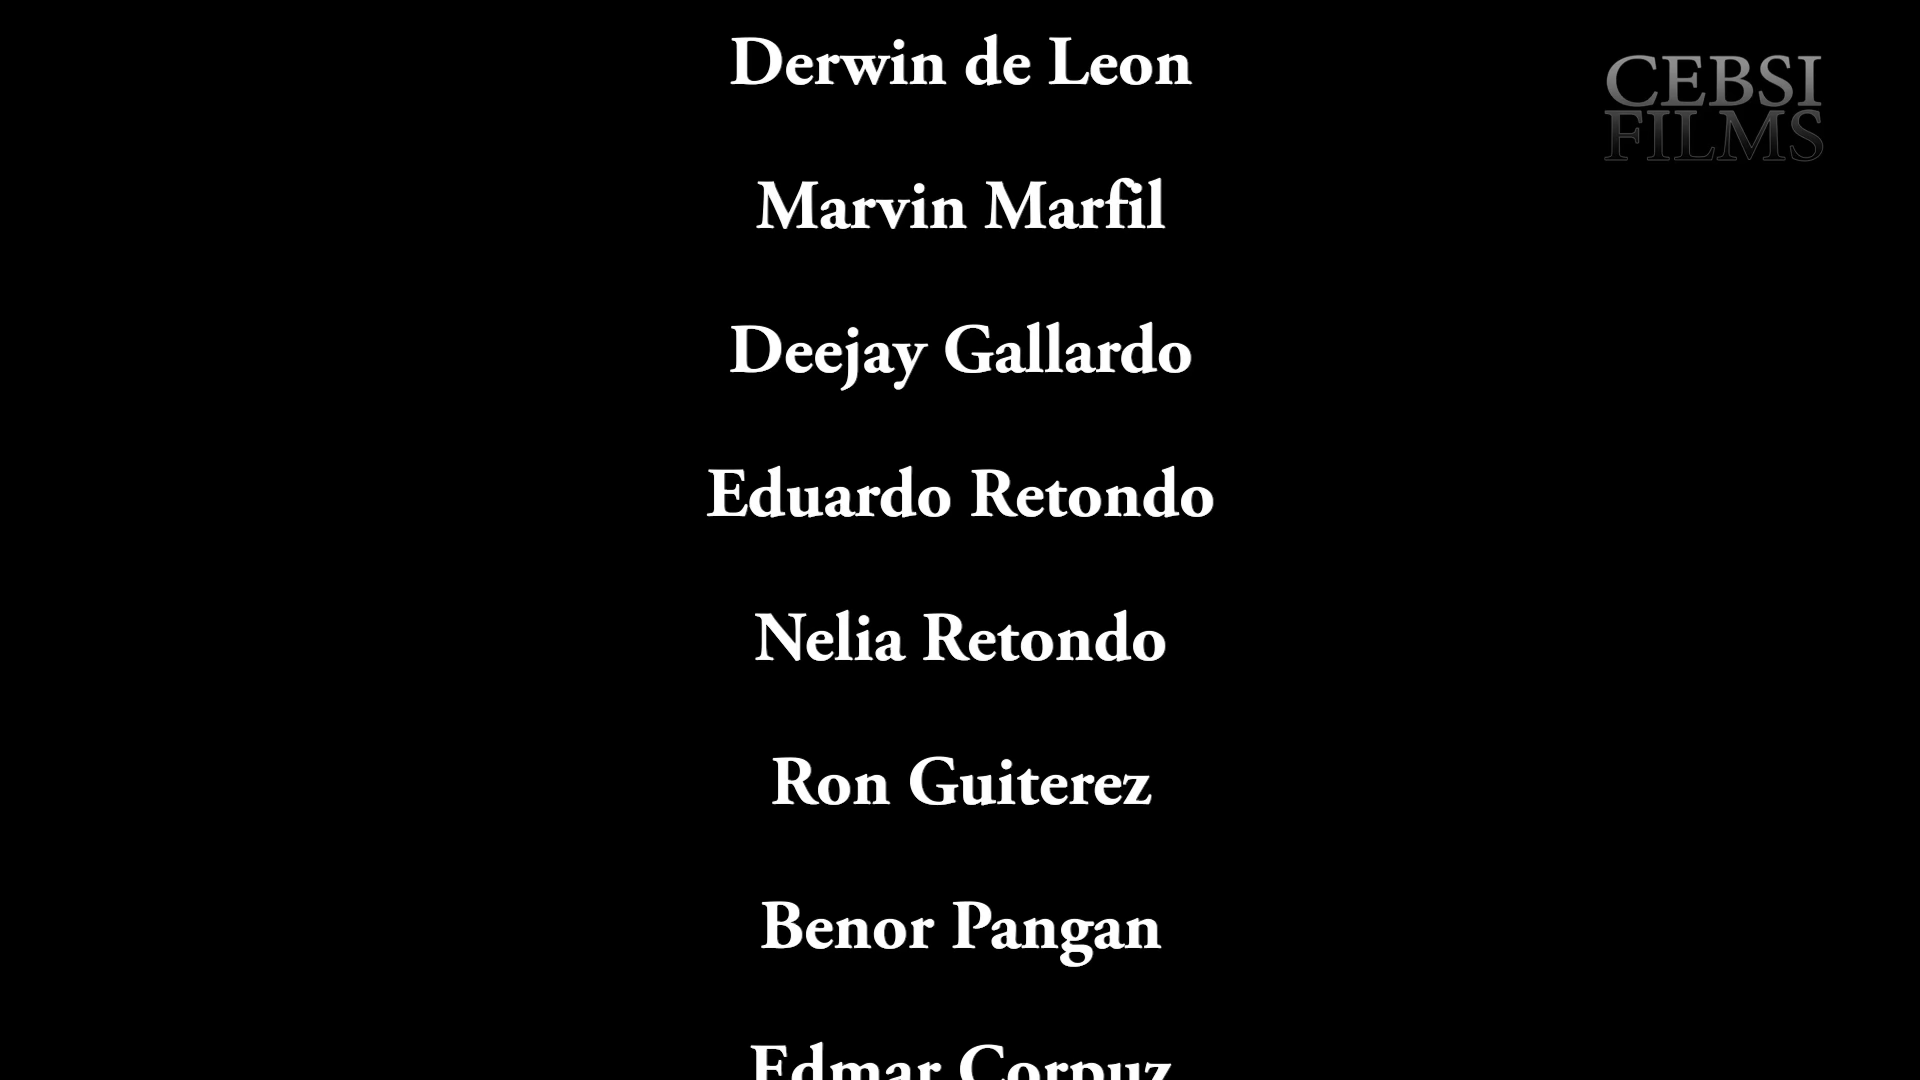 Derwin de Leon
CEBSI
FILMS
Marvin Marfil
Deejay Gallardo
Eduardo Retondo
Nelia Retondo
Ron Guiterez
Benor Pangan
Edmar Corpuz